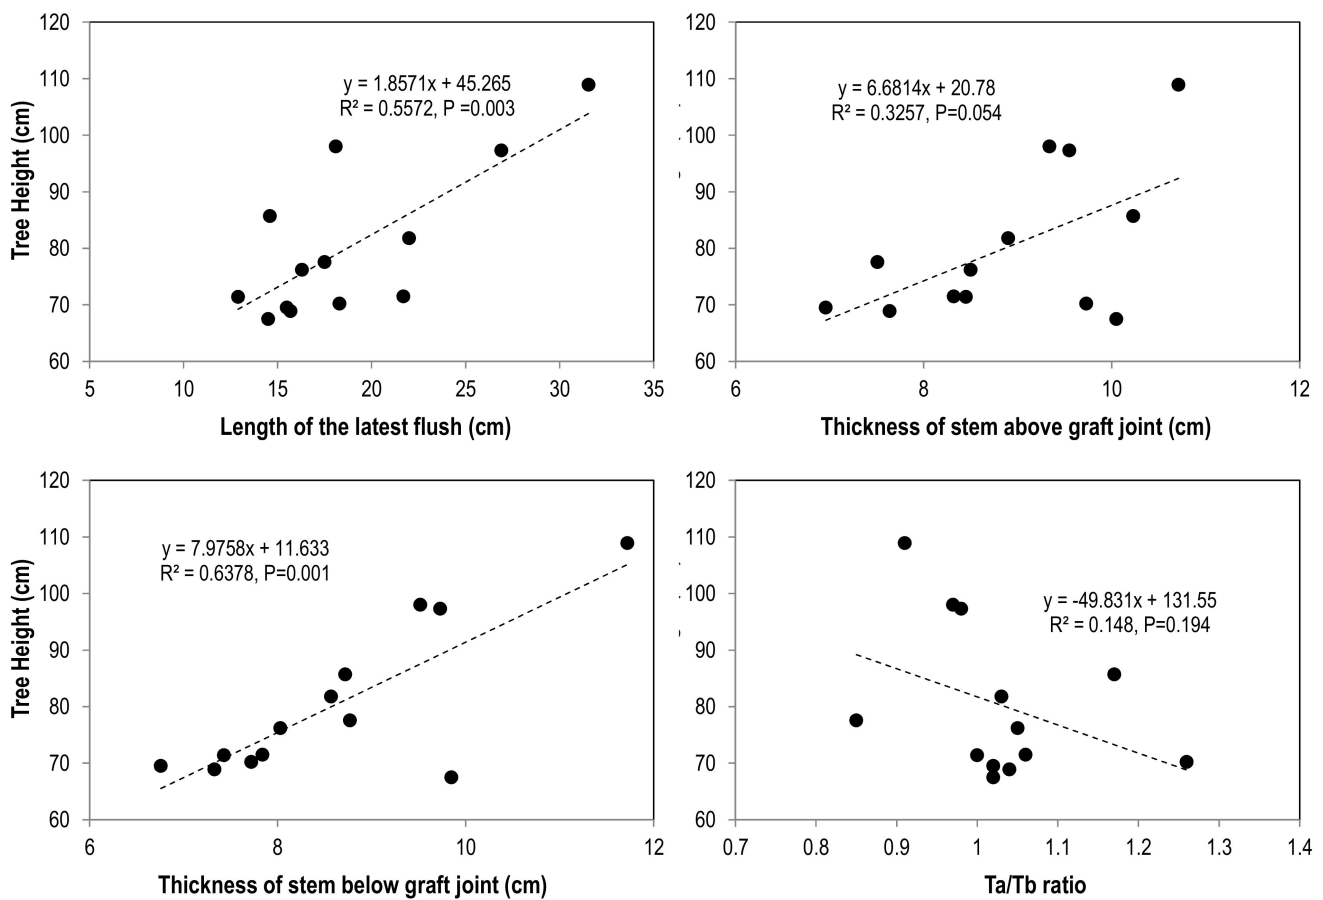 120
110
100
90
80
70
60
Tree Height (cm)
y = 1.8571x + 45.265
R² = 0.5572, P =0.003
5 10 15 20 25 30 35
Length of the latest flush (cm)
120
110
100
90
80
70
60
y = 6.6814x + 20.78
R² = 0.3257, P=0.054
6 8 10 12
Thickness of stem above graft joint (cm)
120
110
100
90
80
70
60
Tree Height (cm)
y = 7.9758x + 11.633
R² = 0.6378, P=0.001
6 8 10 12
Thickness of stem below graft joint (cm)
120
110
100
90
80
70
60
y = -49.831x + 131.55
R² = 0.148, P=0.194
0.7 0.8 0.9 1 1.1 1.2 1.3 1.4
Ta/Tb ratio